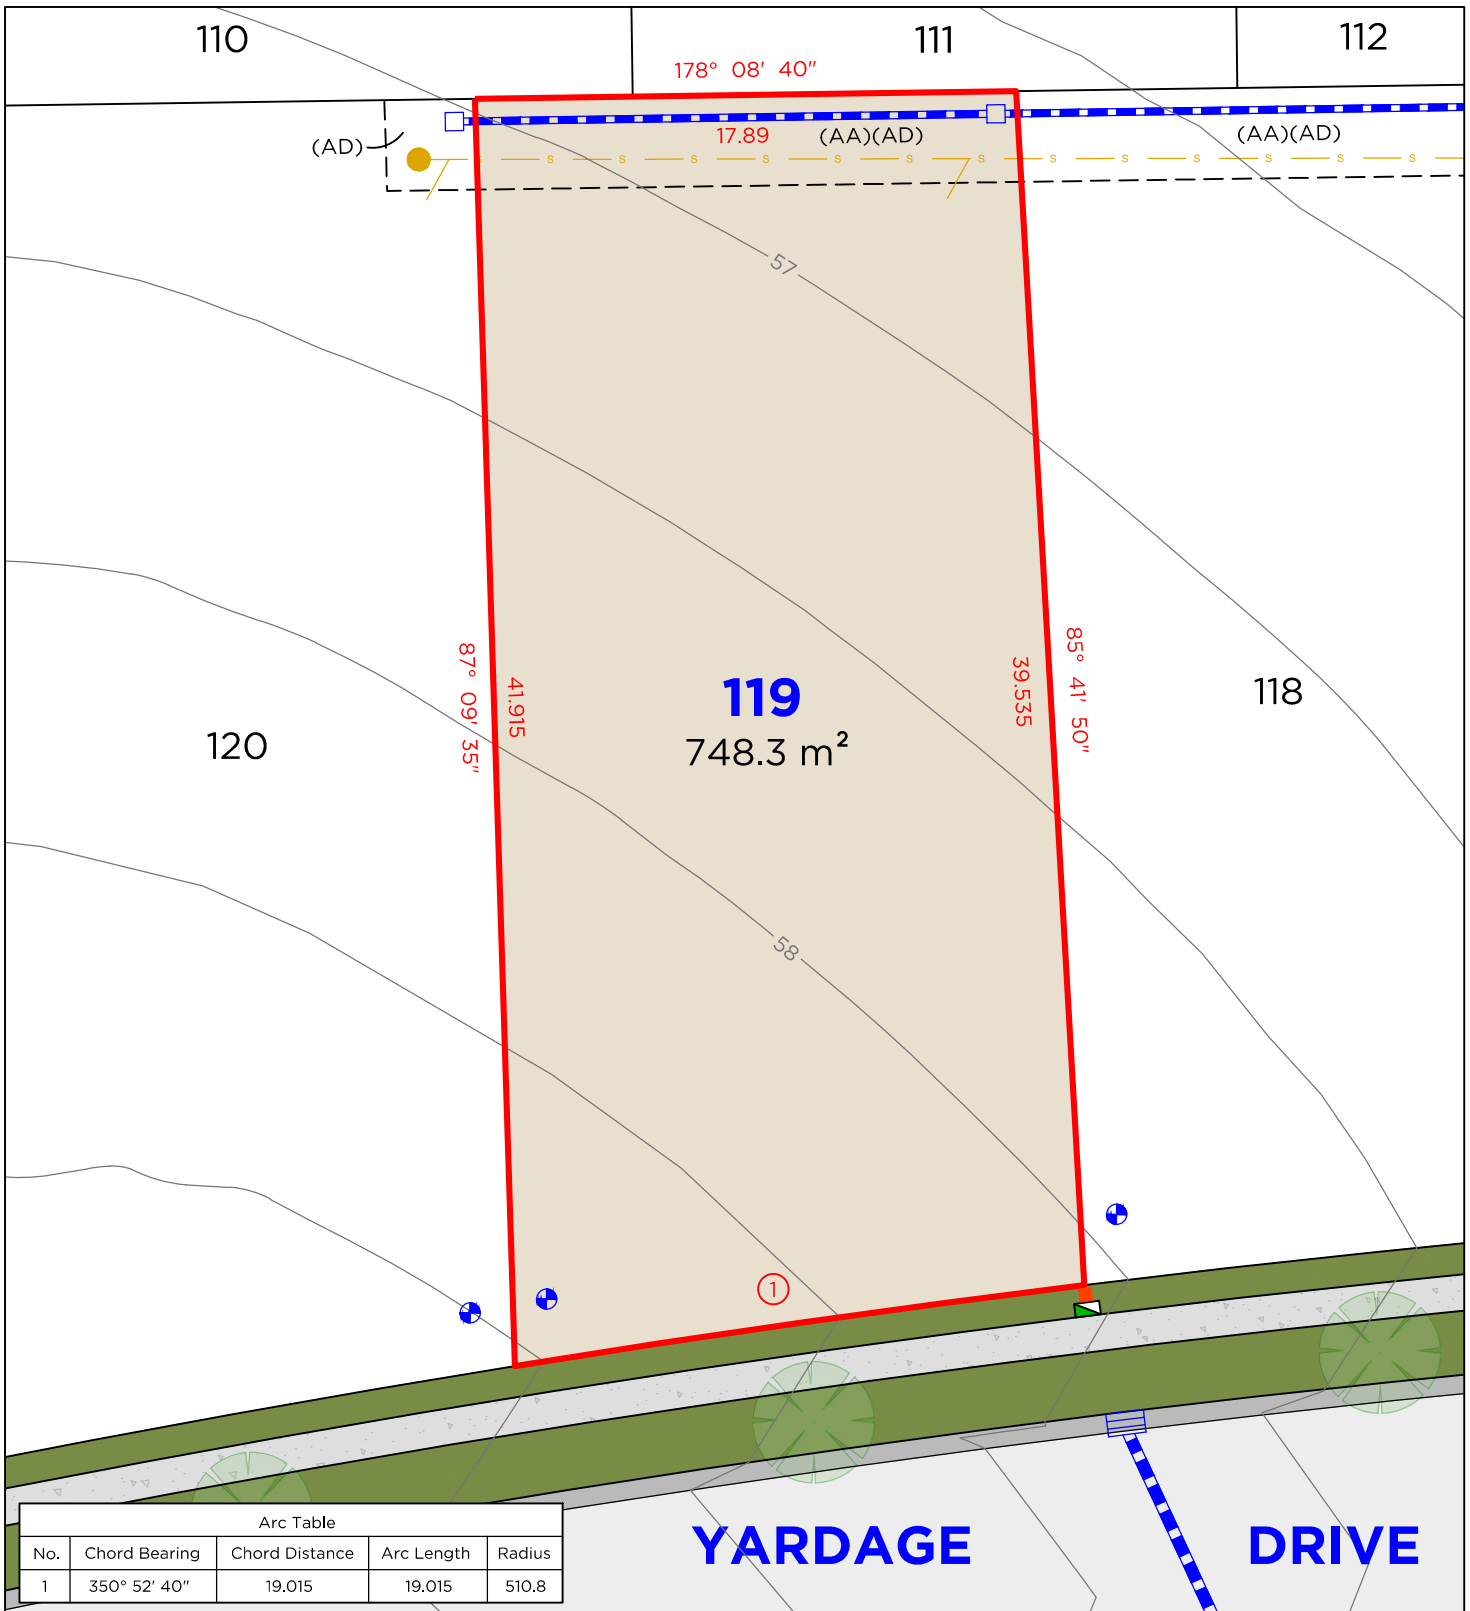 110
111
112
178° 08' 40"
(AD)
17.89
(AA)(AD)
(AA)(AD)
s s s s s s s s s s s s s s
57
87° 09' 35"
41.915
119
748.3 m²
39.535
85° 41' 50"
118
120
58
1
YARDAGE DRIVE
Arc Table
No. Chord Bearing Chord Distance Arc Length Radius
1 350° 52' 40" 19.015 19.015 510.8